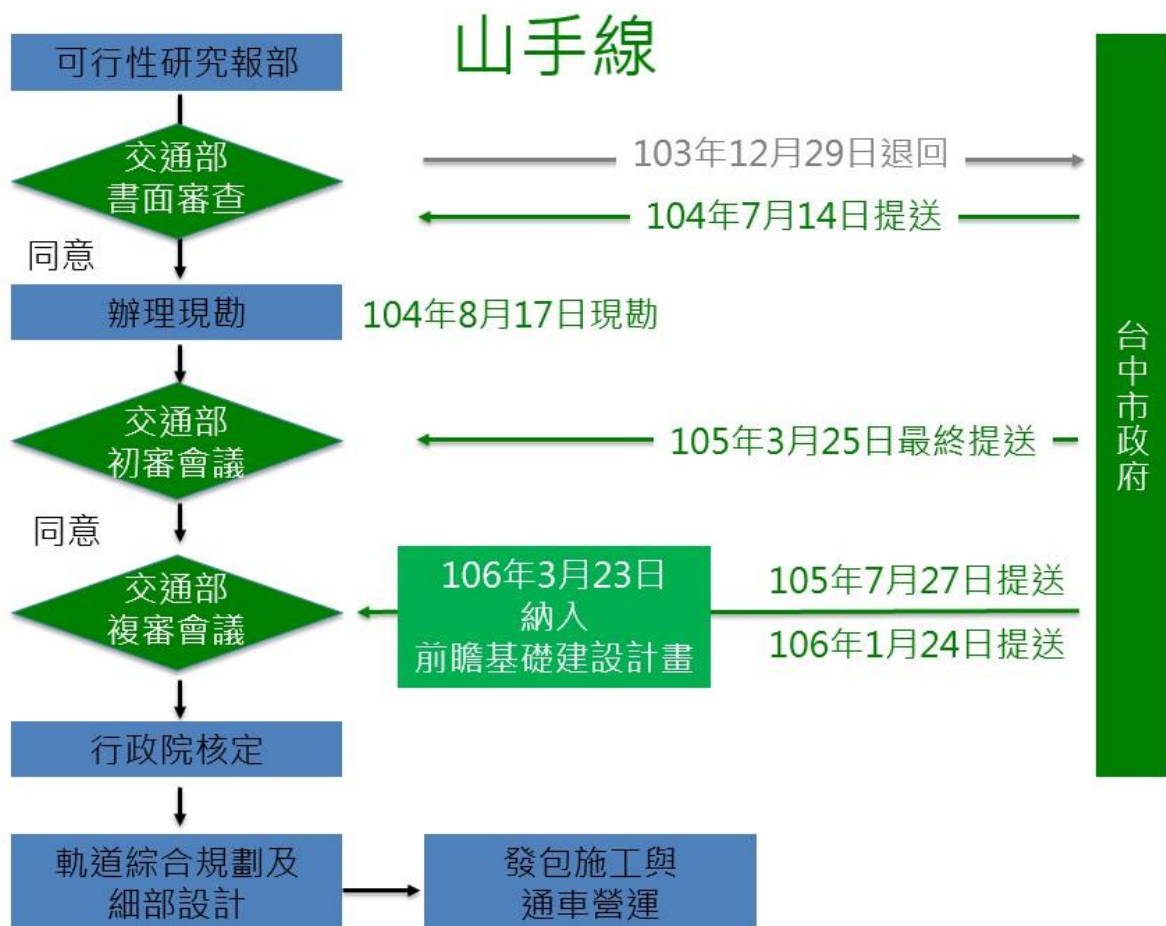 山手線
可行性研究報部
交通部
書面審查
103年12月29日退回
104年7月14日提送
同意
辦理現勘
104年8月17日現勘
交通部
初審會議
105年3月25日最終提送
同意
交通部
複審會議
106年3月23日
納入
前瞻基礎建設計畫
105年7月27日提送
106年1月24日提送
行政院核定
軌道綜合規劃及
細部設計
發包施工與
通車營運
台中市政府